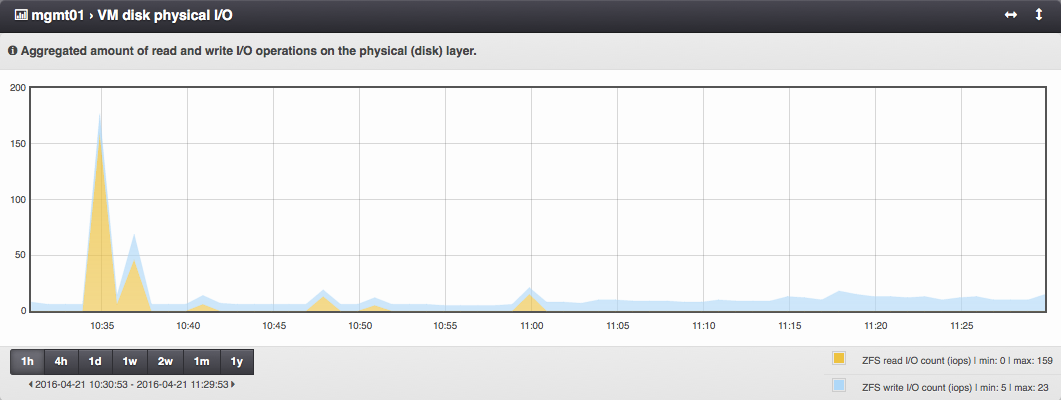 mgmt01 › VM disk physical I/O
Aggregated amount of read and write I/O operations on the physical (disk) layer.
200
150
100
50
0
10:35 10:40 10:45 10:50 10:55 11:00 11:05 11:10 11:15 11:20 11:25
1h 4h 1d 1w 2w 1m 1y
2016-04-21 10:30:53 - 2016-04-21 11:29:53
ZFS read I/O count (iops) | min: 0 | max: 159
ZFS write I/O count (iops) | min: 5 | max: 23